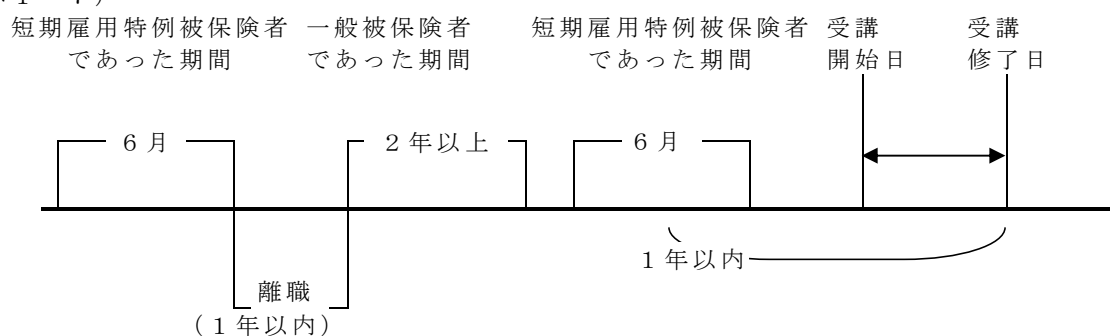 短期雇用特例被保険者 一般被保険者 短期雇用特例被保険者 受講 受講
であった期間 であった期間 であった期間 開始日 修了日
6月 2年以上 6月
1年以内
離職
(1年以内)